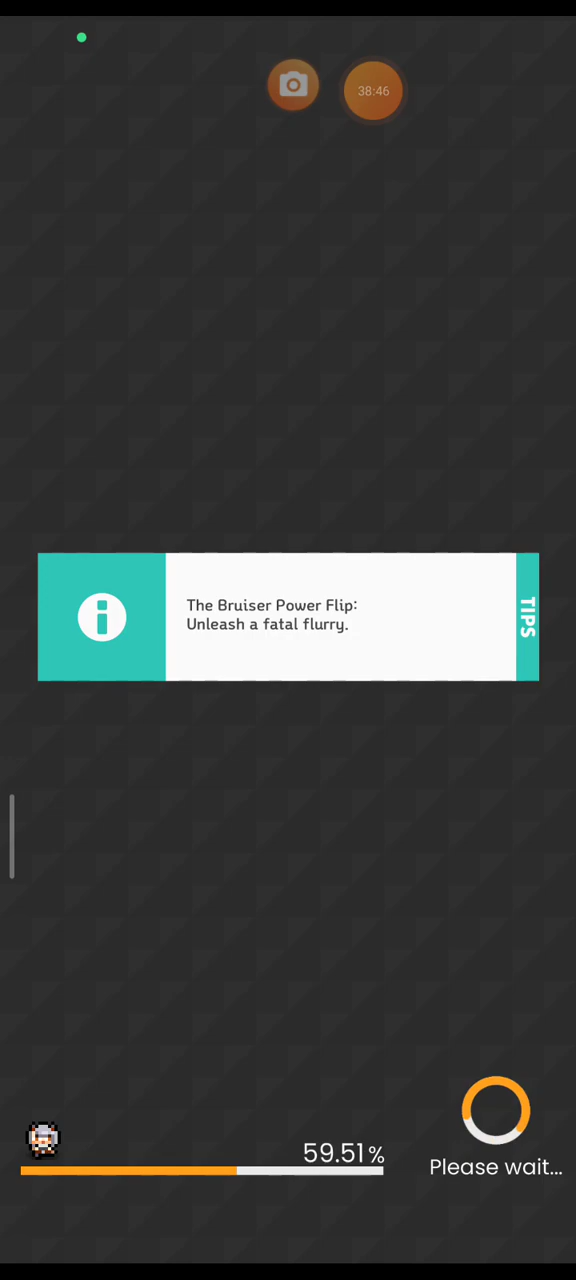 38:46
The Bruiser Power Flip:
Unleash a fatal flurry.
TIPS
59.51%
Please wait...